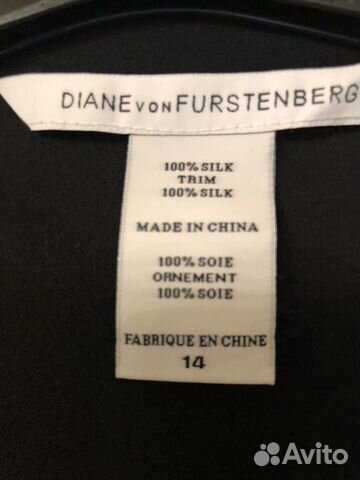 DIANE VON FURSTENBERG
100% SILK
TRIM
100% SILK
MADE IN CHINA
100% SOIE
ORNEMENT
100% SOIE
FABRIQUE EN CHINE
14
Avito